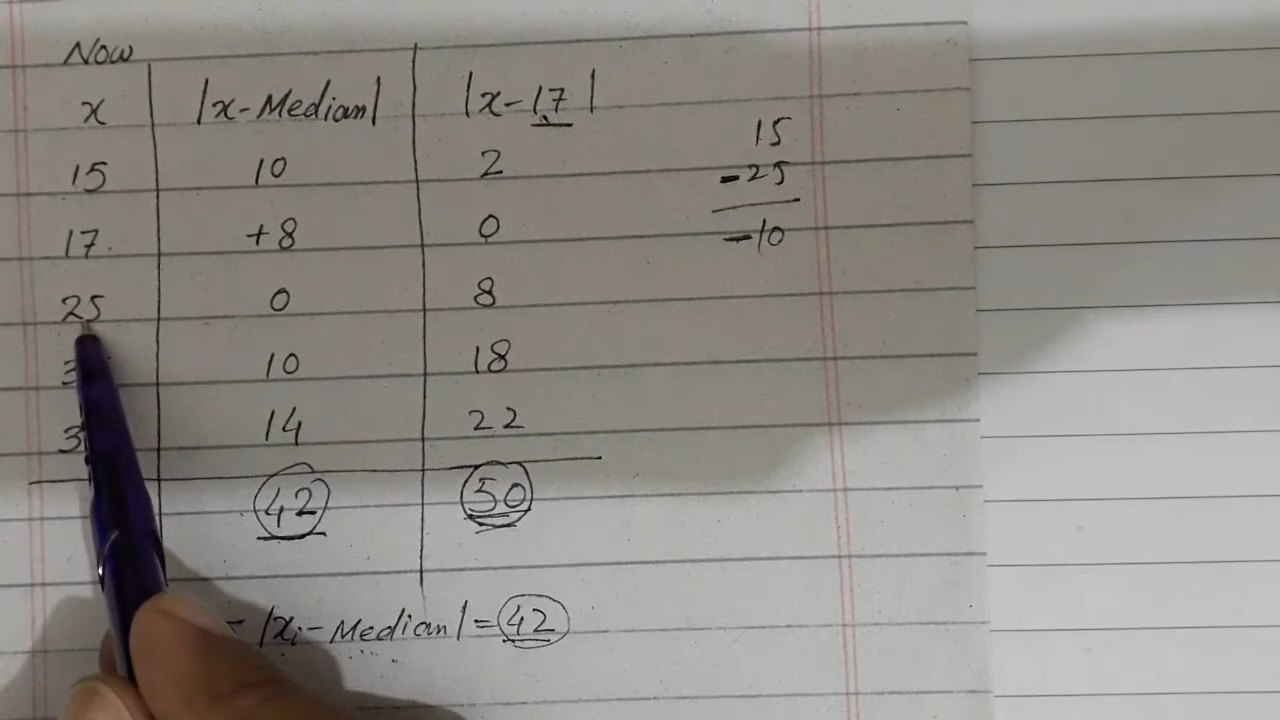 Now
x |x-Median| |x-17|
15 10 2
17 +8 0
25 0 8
10 18
14 22
42 50
= |xi-Median| = 42
15
-25
-10